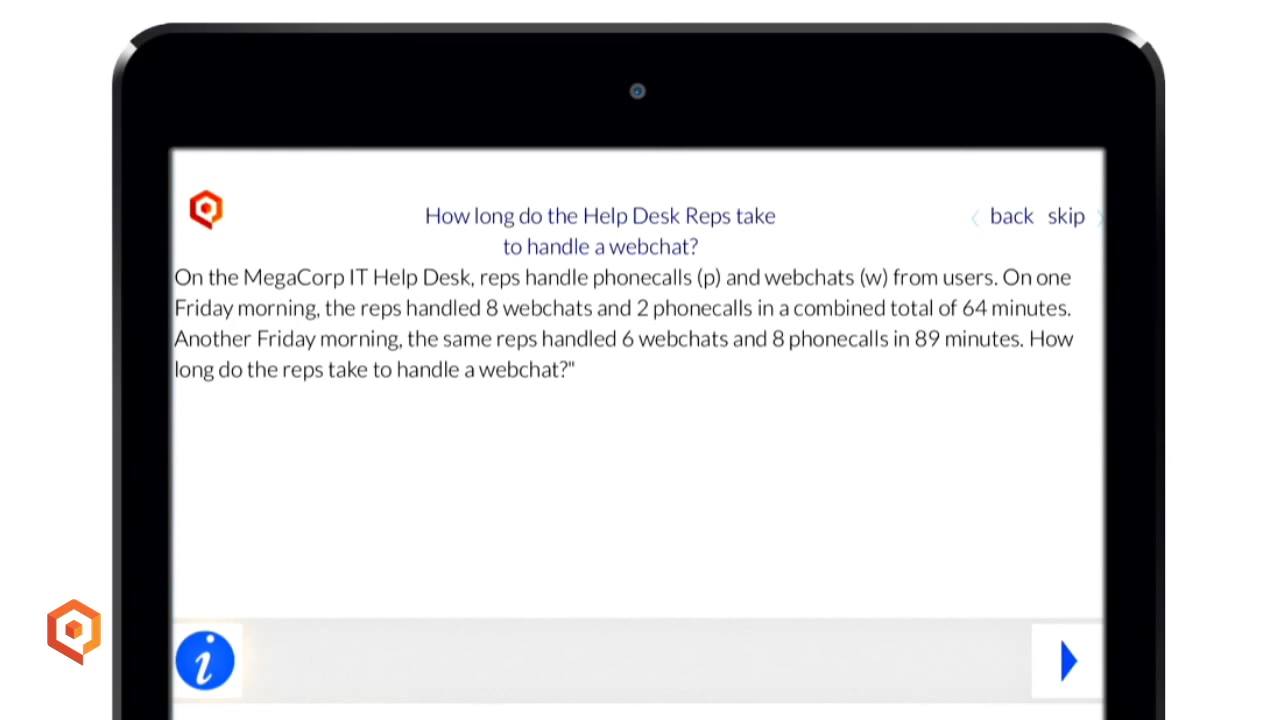 How long do the Help Desk Reps take
to handle a webchat?
back skip
On the MegaCorp IT Help Desk, reps handle phonecalls (p) and webchats (w) from users. On one
Friday morning, the reps handled 8 webchats and 2 phonecalls in a combined total of 64 minutes.
Another Friday morning, the same reps handled 6 webchats and 8 phonecalls in 89 minutes. How
long do the reps take to handle a webchat?"
i